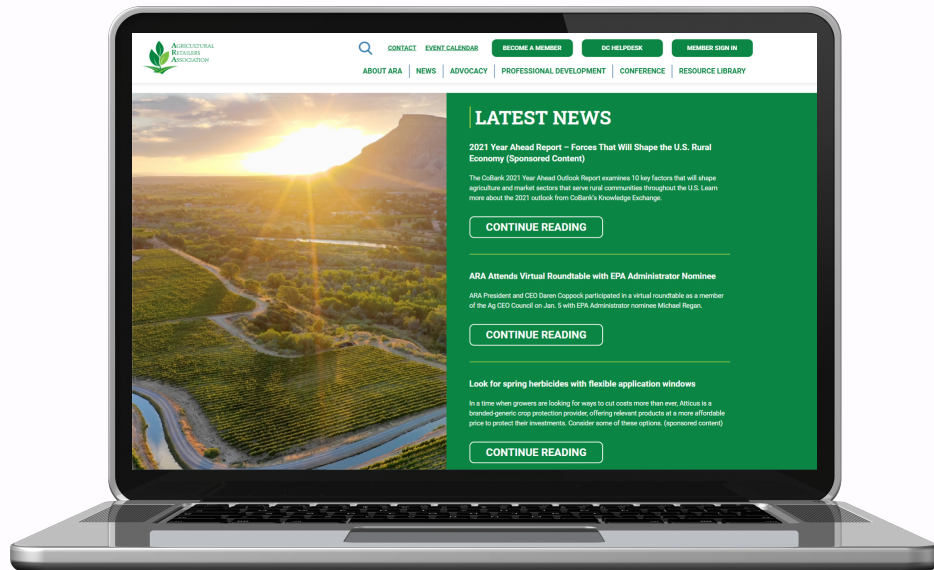 AGRICULTURAL
RETAILERS
ASSOCIATION
CONTACT EVENT CALENDAR BECOME A MEMBER DC HELPDESK MEMBER SIGN IN
ABOUT ARA NEWS ADVOCACY PROFESSIONAL DEVELOPMENT CONFERENCE RESOURCE LIBRARY
LATEST NEWS
2021 Year Ahead Report – Forces That Will Shape the U.S. Rural
Economy (Sponsored Content)
The CoBank 2021 Year Ahead Outlook Report examines 10 key factors that will shape
agriculture and market sectors that serve rural communities throughout the U.S. Learn
more about the 2021 outlook from CoBank's Knowledge Exchange.
CONTINUE READING
ARA Attends Virtual Roundtable with EPA Administrator Nominee
ARA President and CEO Daren Coppock participated in a virtual roundtable as a member
of the Ag CEO Council on Jan. 5 with EPA Administrator nominee Michael Regan.
CONTINUE READING
Look for spring herbicides with flexible application windows
In a time when growers are looking for ways to cut costs more than ever, Atticus is a
branded-generic crop protection provider, offering relevant products at a more affordable
price to protect their investments. Consider some of these options. (sponsored content)
CONTINUE READING